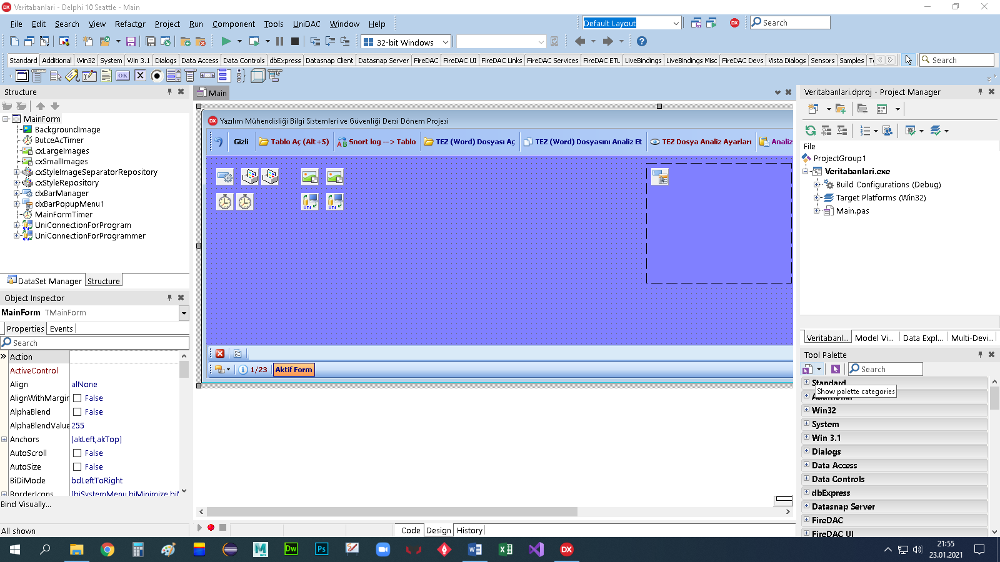 Veritabanlari - Delphi 10 Seattle - Main
File Edit Search View Refactor Project Run Component Tools UniDAC Window Help
Default Layout
Search
32-bit Windows
Standard Additional Win32 System Win 3.1 Dialogs Data Access Data Controls dbExpress Datasnap Client Datasnap Server FireDAC FireDAC UI FireDAC Links FireDAC Services FireDAC ETL LiveBindings LiveBindings Misc FireDAC Devs Vista Dialogs Sensors Samples
Search
OK
Structure
MainForm
BackgroundImage
ButceAcTimer
cxLargeImages
cxSmallImages
cxStyleImageSeparatorRepository
cxStyleRepository
dxBarManager
dxBarPopupMenu1
MainFormTimer
UniConnectionForProgram
UniConnectionForProgrammer
DataSet Manager Structure
Object Inspector
MainForm TMainForm
Properties Events
Search
Action
ActiveControl
Align alNone
AlignWithMargin False
AlphaBlend False
AlphaBlendValue 255
Anchors [akLeft,akTop]
AutoScroll False
AutoSize False
BiDiMode bdLeftToRight
BorderIcons [biSystemMenu,biMinimize,biM
Bind Visually...
All shown
Main
Yazılım Mühendisliği Bilgi Sistemleri ve Güvenliği Dersi Dönem Projesi
Gizli Tablo Aç (Alt+5) Snort log --> Tablo TEZ (Word) Dosyası Aç TEZ (Word) Dosyasını Analiz Et TEZ Dosya Analiz Ayarları Analiz
UNI UNI
1/23 Aktif Form
Code Design History
Veritabanlari.dproj - Project Manager
File
ProjectGroup1
Veritabanlari.exe
Build Configurations (Debug)
Target Platforms (Win32)
Main.pas
Veritabanl... Model Vi... Data Expl... Multi-Devi...
Tool Palette
Search
Standard
Show palette categories
Additional
Win32
System
Win 3.1
Dialogs
Data Access
Data Controls
dbExpress
Datasnap Server
FireDAC
FireDAC UI
Dw Ps
21:55
23.01.2021